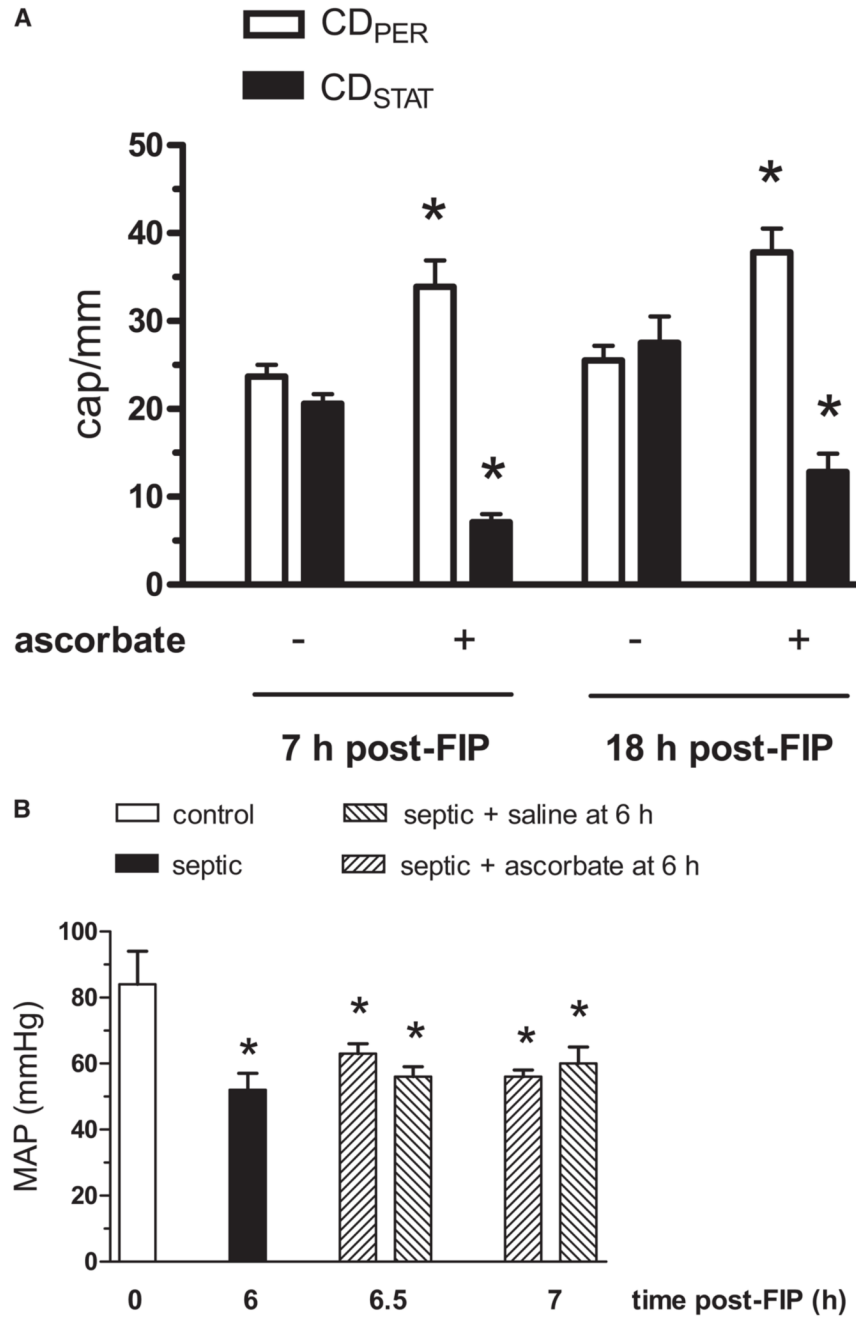 A
CDPER
CDSTAT
50
40
30
20
10
0
cap/mm
* * * *
ascorbate - + - +
7 h post-FIP 18 h post-FIP
B
control septic + saline at 6 h
septic septic + ascorbate at 6 h
100
80
60
40
20
0
MAP (mmHg)
* * * * *
0 6 6.5 7 time post-FIP (h)